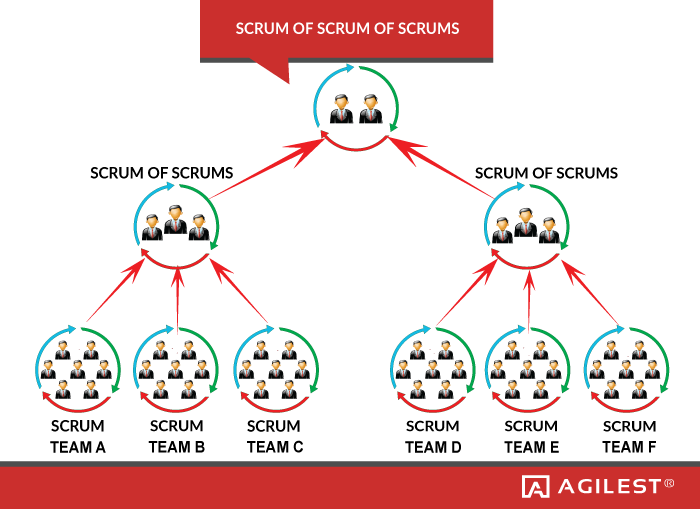 SCRUM OF SCRUM OF SCRUMS
SCRUM OF SCRUMS
SCRUM OF SCRUMS
SCRUM
TEAM A
SCRUM
TEAM B
SCRUM
TEAM C
SCRUM
TEAM D
SCRUM
TEAM E
SCRUM
TEAM F
AGILEST®